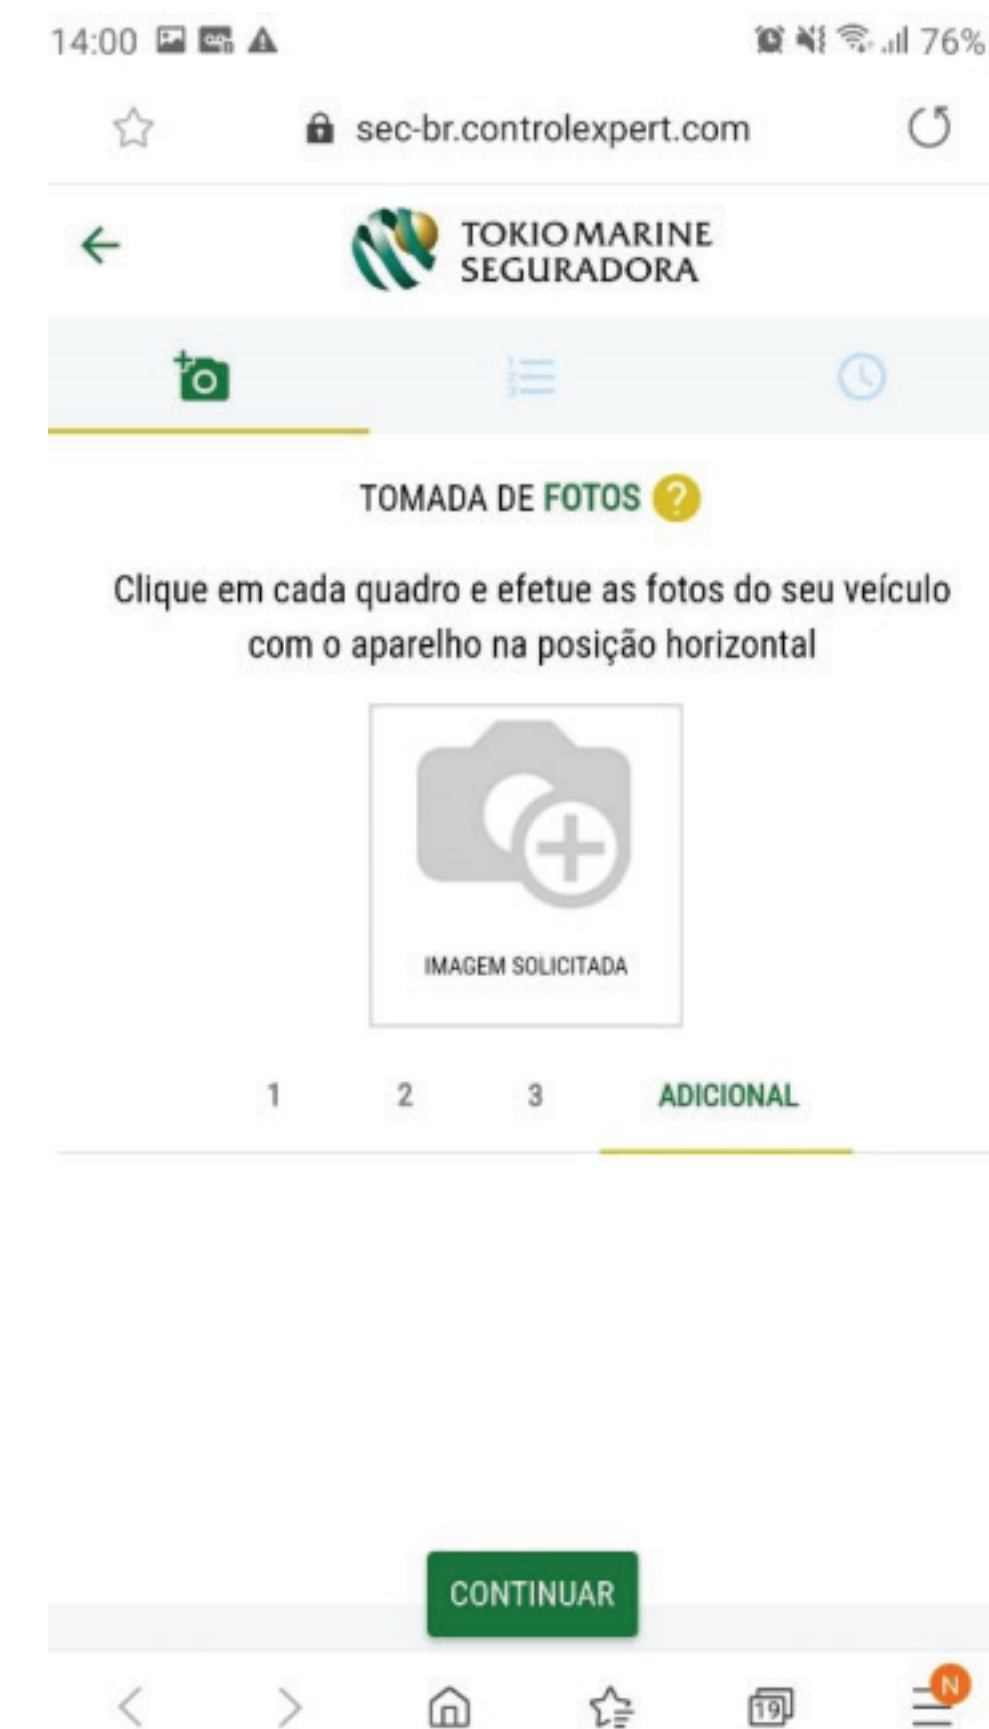 14:00
76%
sec-br.controlexpert.com
TOKIO MARINE
SEGURADORA
TOMADA DE FOTOS ?
Clique em cada quadro e efetue as fotos do seu veículo
com o aparelho na posição horizontal
IMAGEM SOLICITADA
1 2 3 ADICIONAL
CONTINUAR
19 N